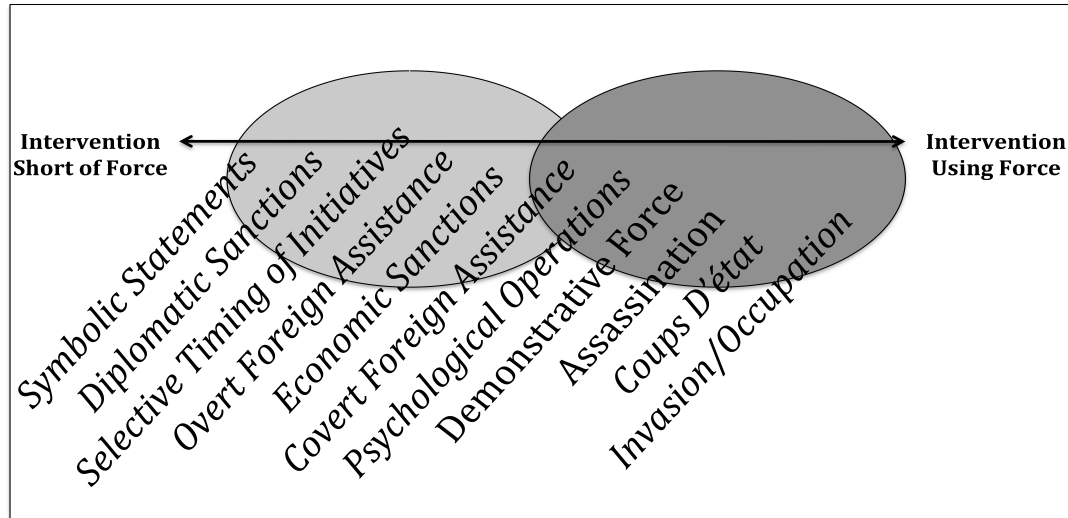 Intervention
Short of Force
Intervention
Using Force
Symbolic Statements
Diplomatic Sanctions
Selective Timing of Initiatives
Overt Foreign Assistance
Economic Sanctions
Covert Foreign Assistance
Psychological Operations
Demonstrative Force
Assassination
Coups D'état
Invasion/Occupation